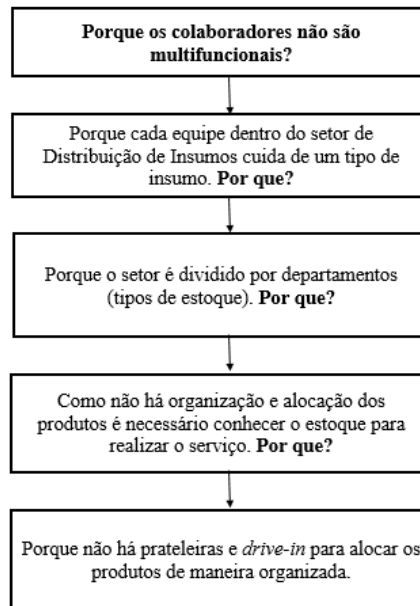 Porque os colaboradores não são
multifuncionais?
Porque cada equipe dentro do setor de
Distribuição de Insumos cuida de um tipo de
insumo. Por que?
Porque o setor é dividido por departamentos
(tipos de estoque). Por que?
Como não há organização e alocação dos
produtos é necessário conhecer o estoque para
realizar o serviço. Por que?
Porque não há prateleiras e drive-in para alocar os
produtos de maneira organizada.